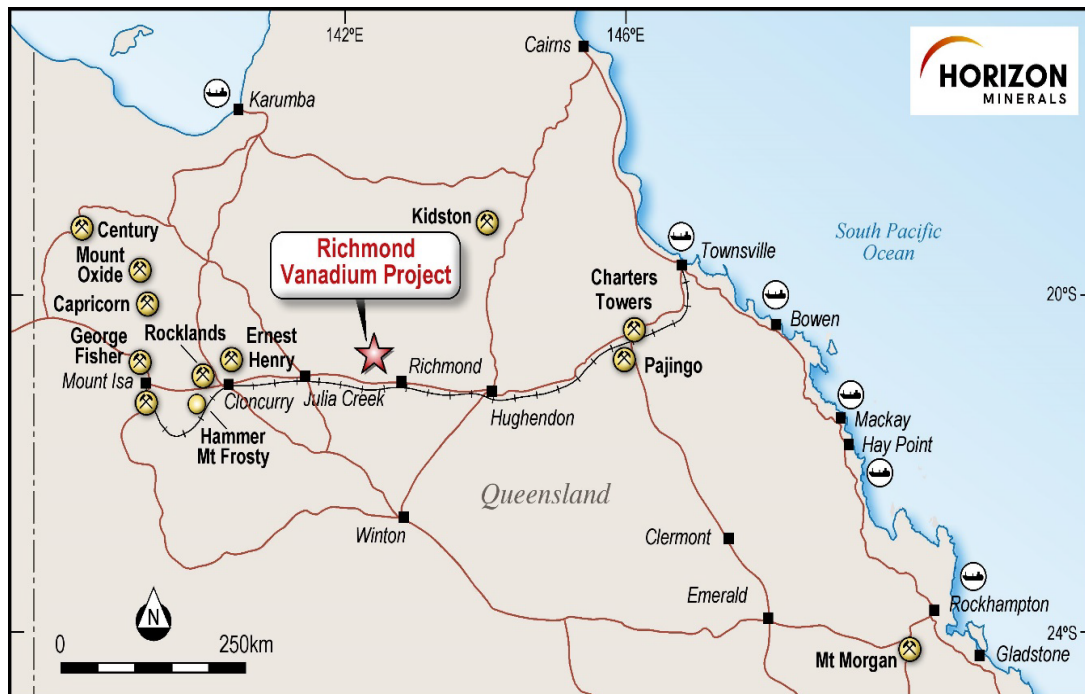 142ºE
146ºE
Cairns
HORIZON
MINERALS
Karumba
Kidston
Century
Mount
Oxide
Richmond
Vanadium Project
South Pacific
Ocean
Townsville
Charters
Towers
20ºS
Capricorn
Bowen
George
Fisher
Rocklands
Ernest
Henry
Pajingo
Mount Isa
Richmond
Cloncurry
Julia Creek
Hughendon
Mackay
Hammer
Mt Frosty
Hay Point
Queensland
Winton
Clermont
Emerald
Rockhampton
N
24ºS
0
250km
Mt Morgan
Gladstone